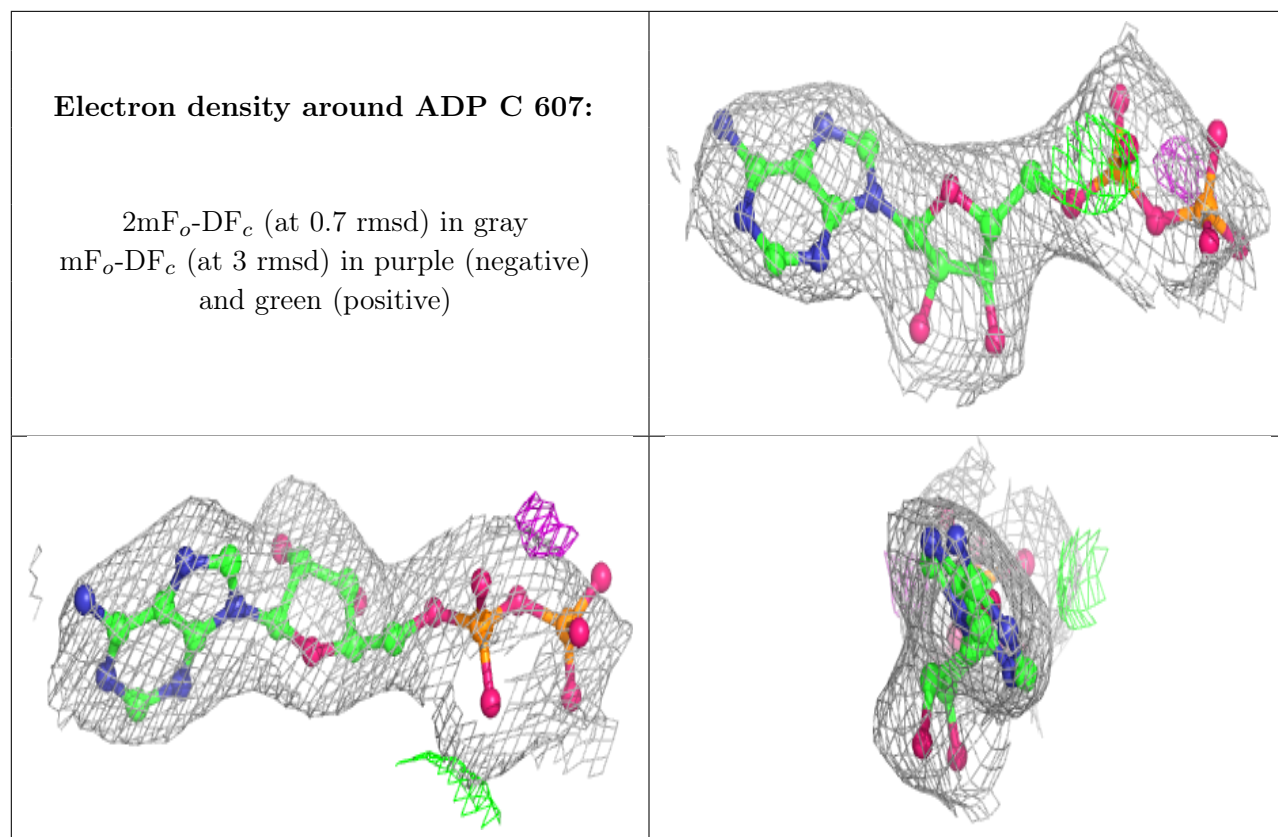 Electron density around ADP C 607:
2mFₒ-DF𝒸 (at 0.7 rmsd) in gray
mFₒ-DF𝒸 (at 3 rmsd) in purple (negative)
and green (positive)